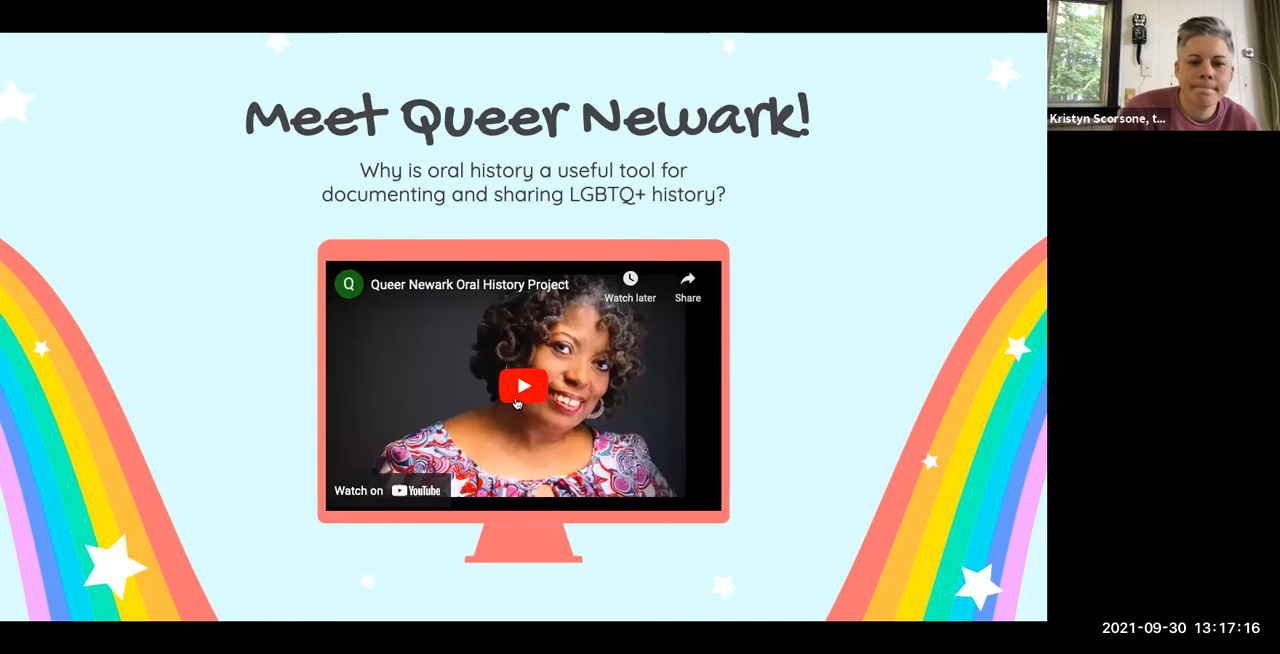 Meet Queer Newark!
Why is oral history a useful tool for
documenting and sharing LGBTQ+ history?
Q
Queer Newark Oral History Project
Watch later
Share
Watch on YouTube
Kristyn Scorsone, t...
2021-09-30 13:17:16